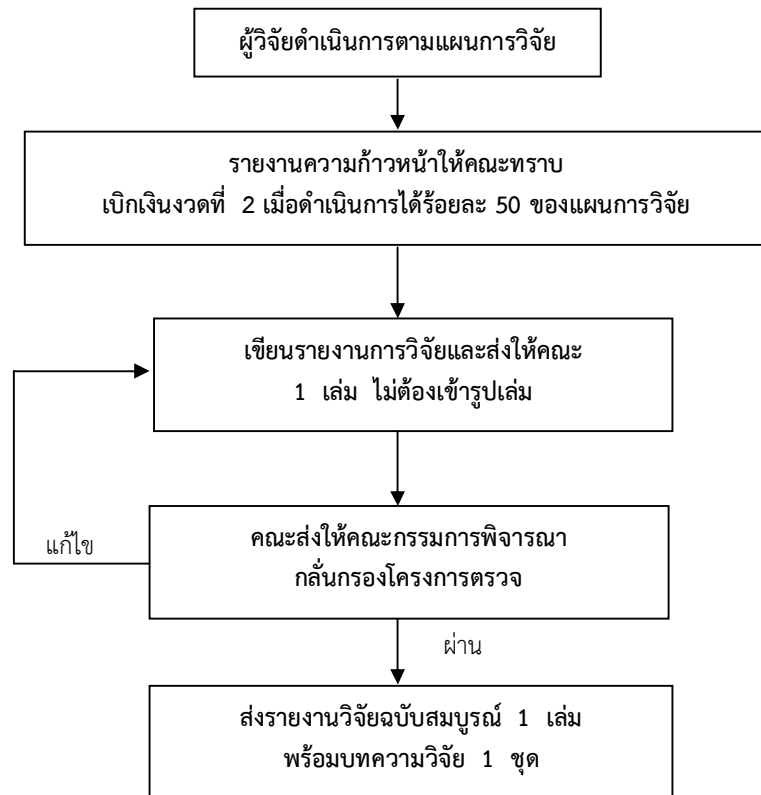 ผู้วิจัยดำเนินการตามแผนการวิจัย
รายงานความก้าวหน้าให้คณะทราบ
เบิกเงินงวดที่ 2 เมื่อดำเนินการได้ร้อยละ 50 ของแผนการวิจัย
เขียนรายงานการวิจัยและส่งให้คณะ
1 เล่ม ไม่ต้องเข้ารูปเล่ม
แก้ไข
คณะส่งให้คณะกรรมการพิจารณา
กลั่นกรองโครงการตรวจ
ผ่าน
ส่งรายงานวิจัยฉบับสมบูรณ์ 1 เล่ม
พร้อมบทความวิจัย 1 ชุด